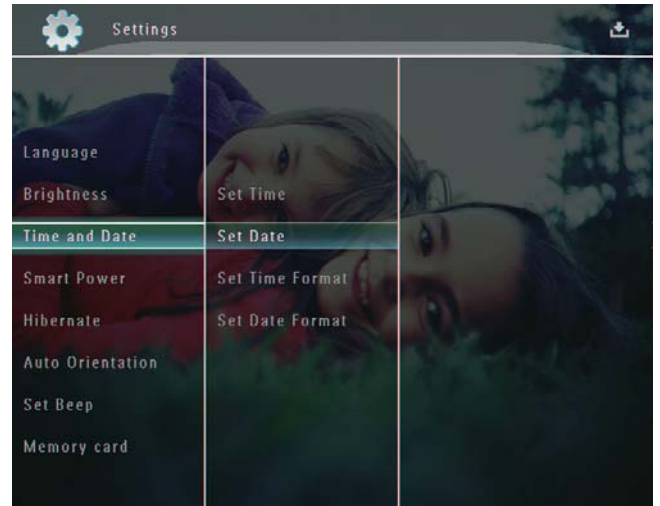 Settings
Language
Brightness
Time and Date
Smart Power
Hibernate
Auto Orientation
Set Beep
Memory card
Set Time
Set Date
Set Time Format
Set Date Format